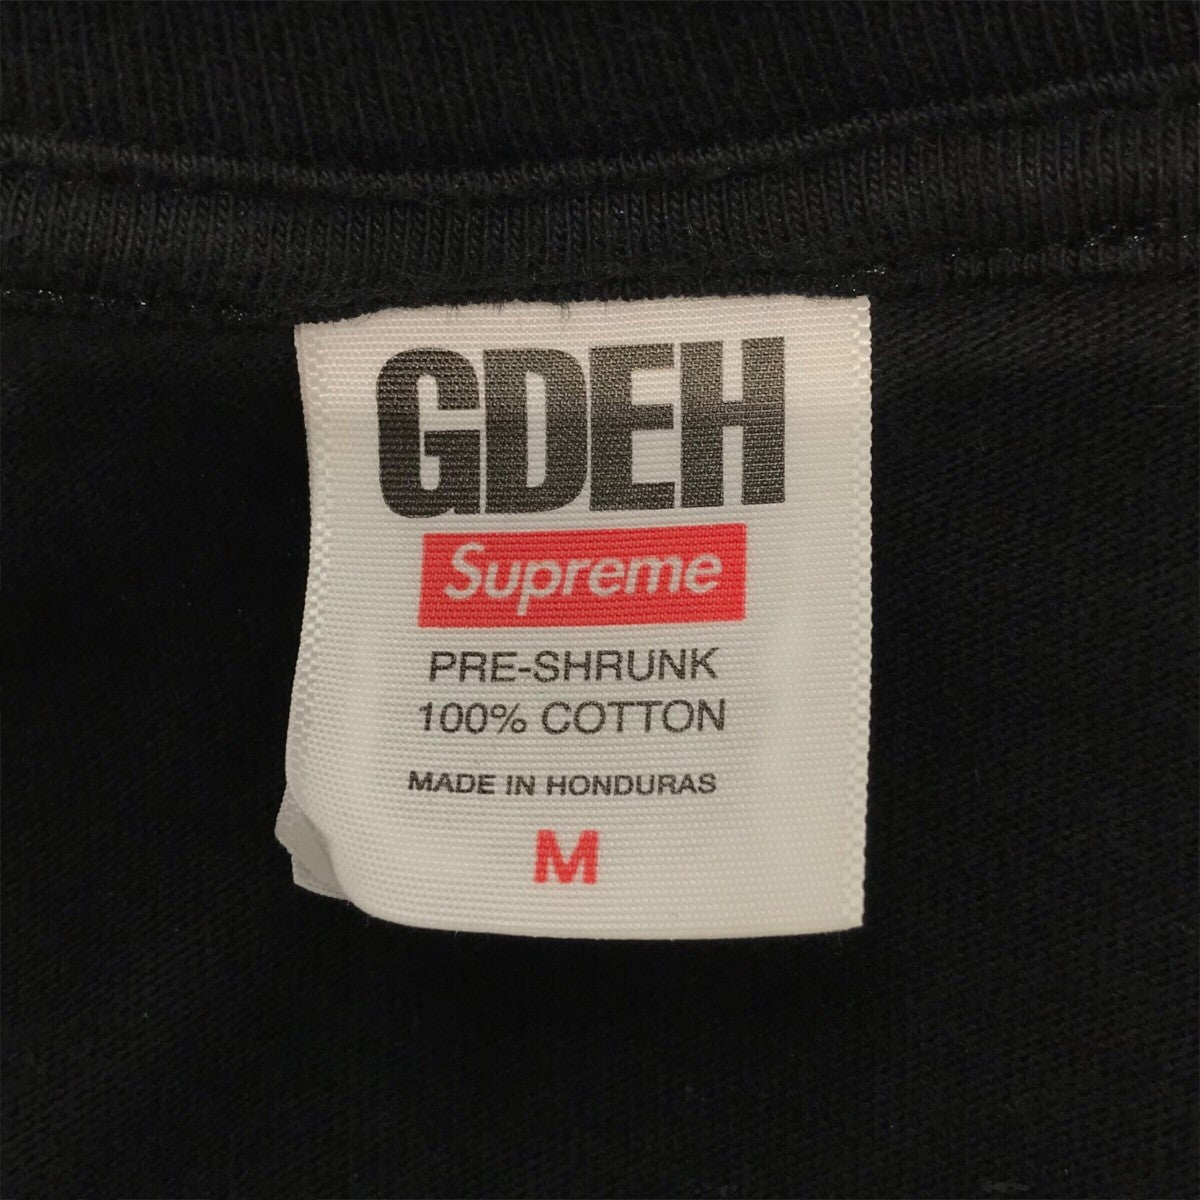 GDEH
Supreme
PRE-SHRUNK
100% COTTON
MADE IN HONDURAS
M